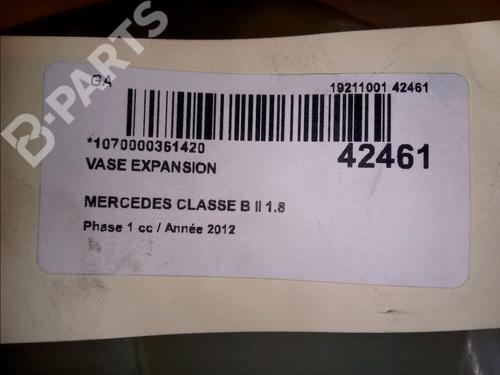 B-PARTS
GA
19211001 42461
*1070000361420
42461
VASE EXPANSION
MERCEDES CLASSE B II 1.8
Phase 1 cc / Année 2012